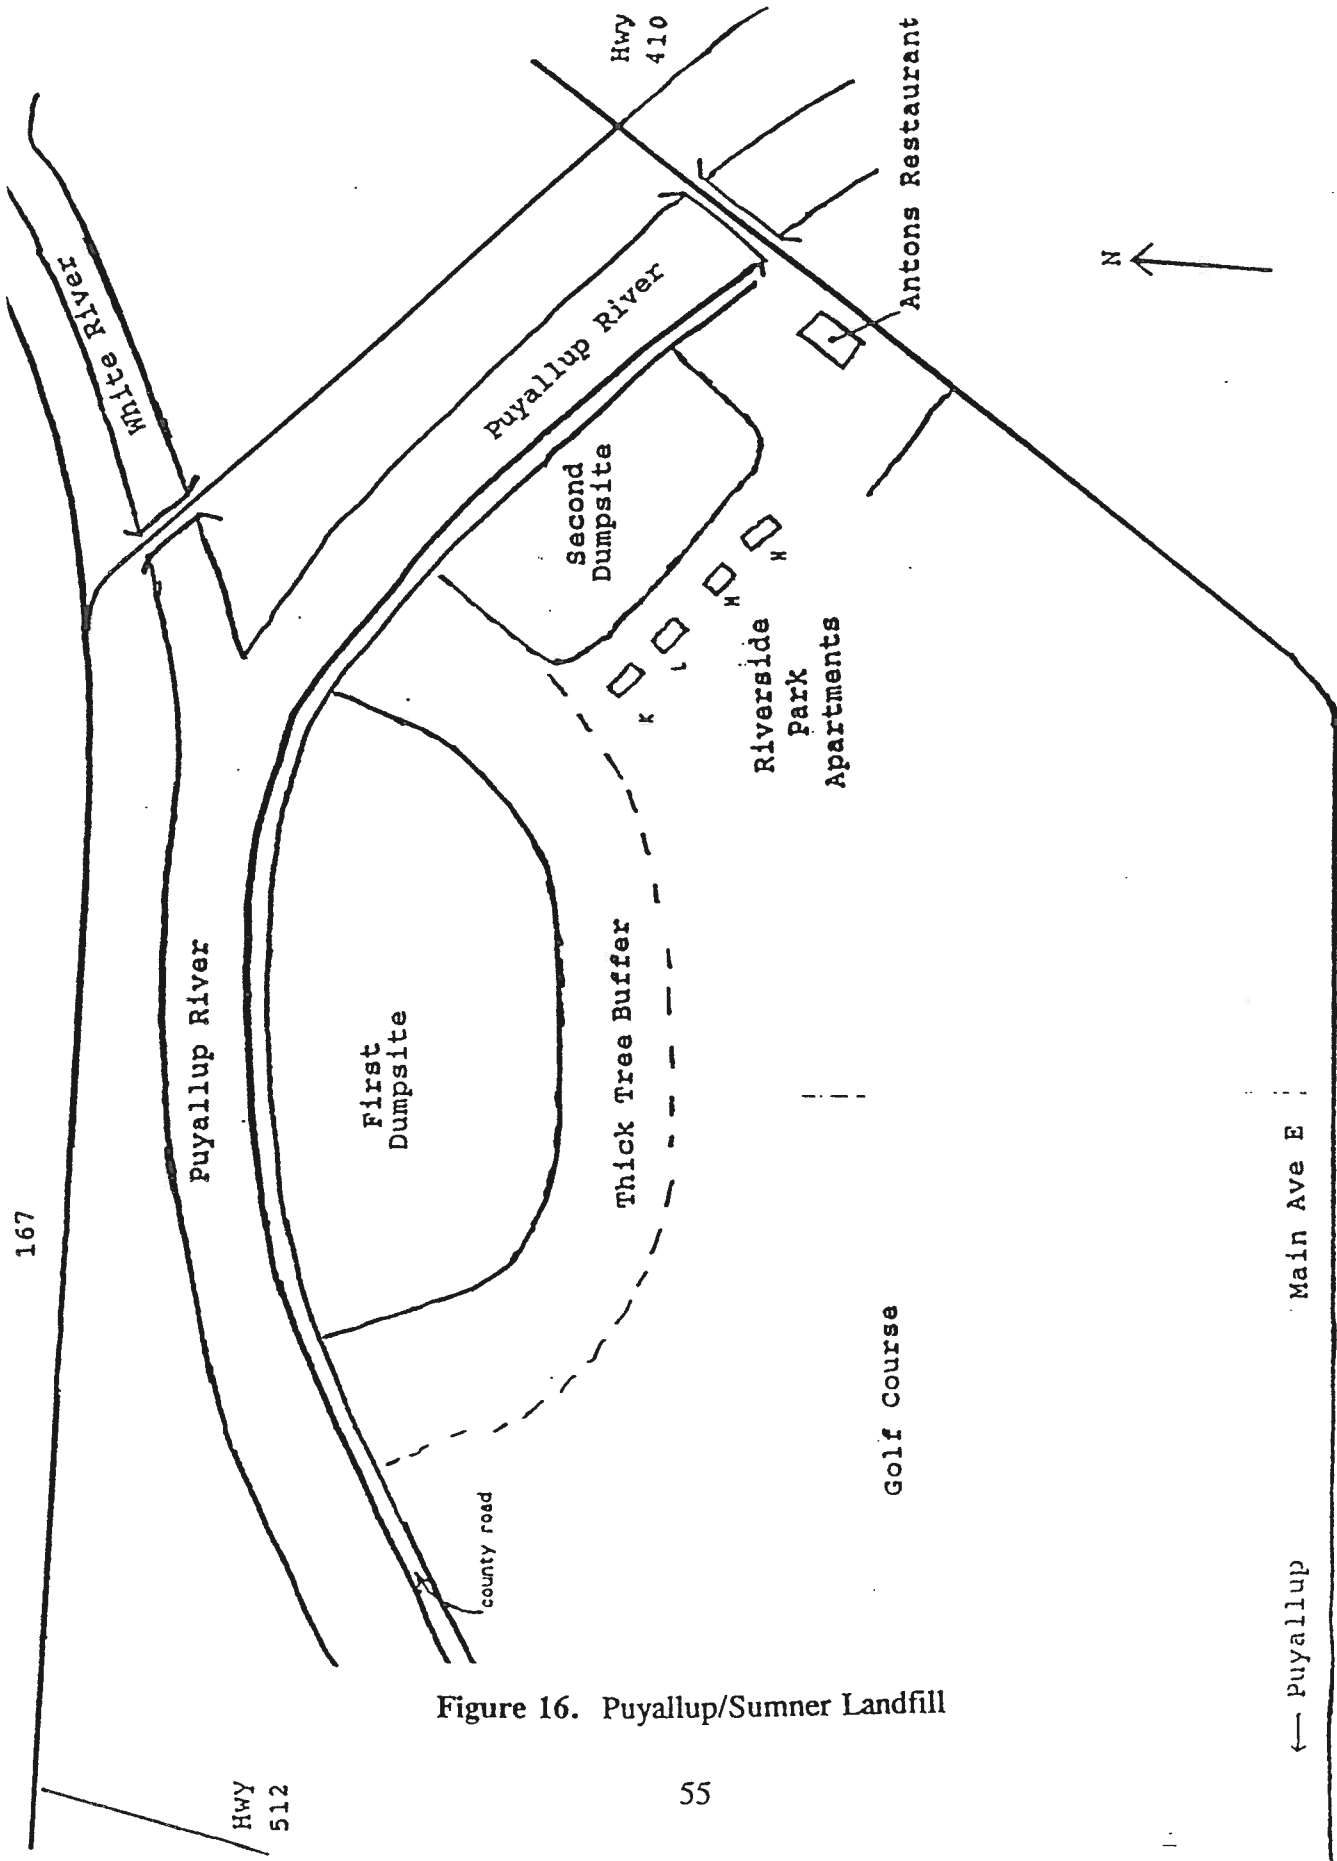 167
Hwy
512
White River
Hwy
410
Puyallup River
Puyallup River
First
Dumpsite
Second
Dumpsite
Thick Tree Buffer
K
L
M
N
Riverside
Park
Apartments
Antons Restaurant
N
county road
Golf Course
Main Ave E
← Puyallup
Figure 16. Puyallup/Sumner Landfill
55